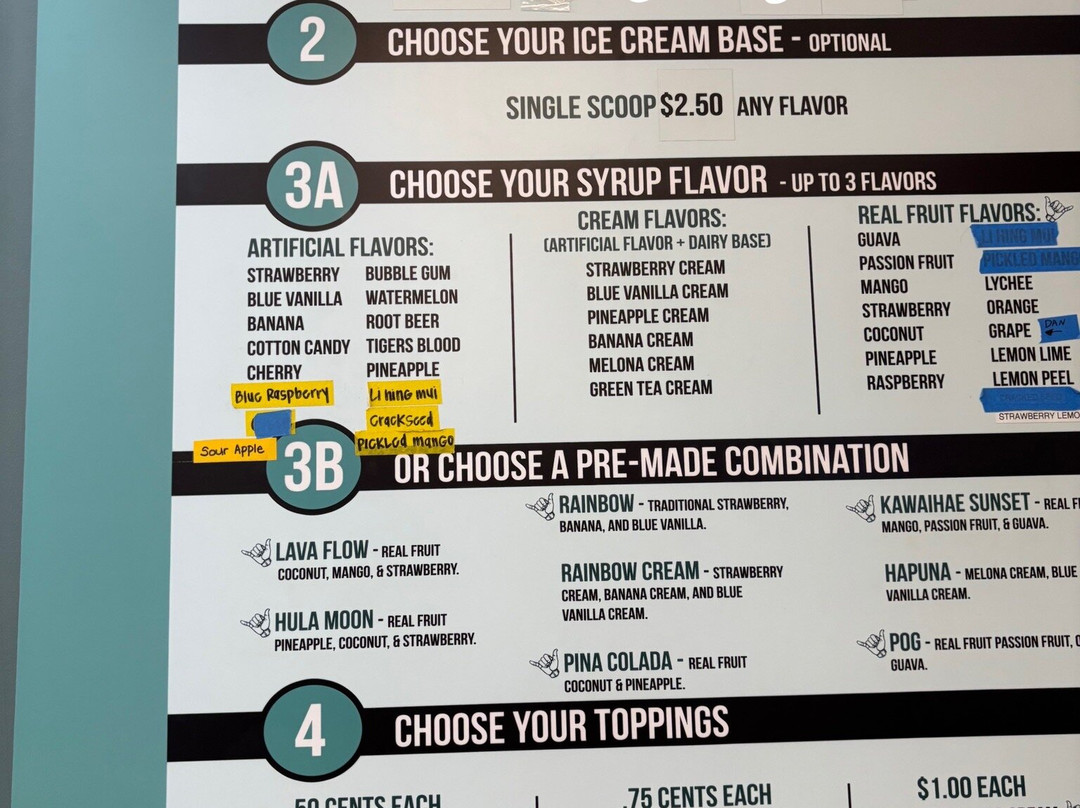 2 CHOOSE YOUR ICE CREAM BASE - OPTIONAL
SINGLE SCOOP $2.50 ANY FLAVOR
3A CHOOSE YOUR SYRUP FLAVOR - UP TO 3 FLAVORS
ARTIFICIAL FLAVORS:
STRAWBERRY
BLUE VANILLA
BANANA
COTTON CANDY
CHERRY
Blue Raspberry
Sour Apple
BUBBLE GUM
WATERMELON
ROOT BEER
TIGERS BLOOD
PINEAPPLE
Li hing mui
Crackseed
PICKLed manGo
CREAM FLAVORS:
(ARTIFICIAL FLAVOR + DAIRY BASE)
STRAWBERRY CREAM
BLUE VANILLA CREAM
PINEAPPLE CREAM
BANANA CREAM
MELONA CREAM
GREEN TEA CREAM
REAL FRUIT FLAVORS:
GUAVA
PASSION FRUIT
MANGO
STRAWBERRY
COCONUT
PINEAPPLE
RASPBERRY
LI HING MUI
PICKLED MANG
LYCHEE
ORANGE
GRAPE DAN
LEMON LIME
LEMON PEEL
STRAWBERRY LEMO
3B OR CHOOSE A PRE-MADE COMBINATION
LAVA FLOW - REAL FRUIT
COCONUT, MANGO, & STRAWBERRY.
HULA MOON - REAL FRUIT
PINEAPPLE, COCONUT, & STRAWBERRY.
RAINBOW - TRADITIONAL STRAWBERRY,
BANANA, AND BLUE VANILLA.
RAINBOW CREAM - STRAWBERRY
CREAM, BANANA CREAM, AND BLUE
VANILLA CREAM.
PINA COLADA - REAL FRUIT
COCONUT & PINEAPPLE.
KAWAIHAE SUNSET - REAL F
MANGO, PASSION FRUIT, & GUAVA.
HAPUNA - MELONA CREAM, BLUE
VANILLA CREAM.
POG - REAL FRUIT PASSION FRUIT, O
GUAVA.
4 CHOOSE YOUR TOPPINGS
50 CENTS EACH
.75 CENTS EACH
$1.00 EACH